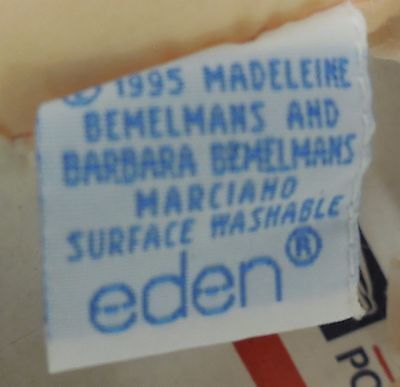 © 1995 MADELEINE
BEMELMANS AND
BARBARA BEMELMANS
MARCIANO
SURFACE WASHABLE
eden®